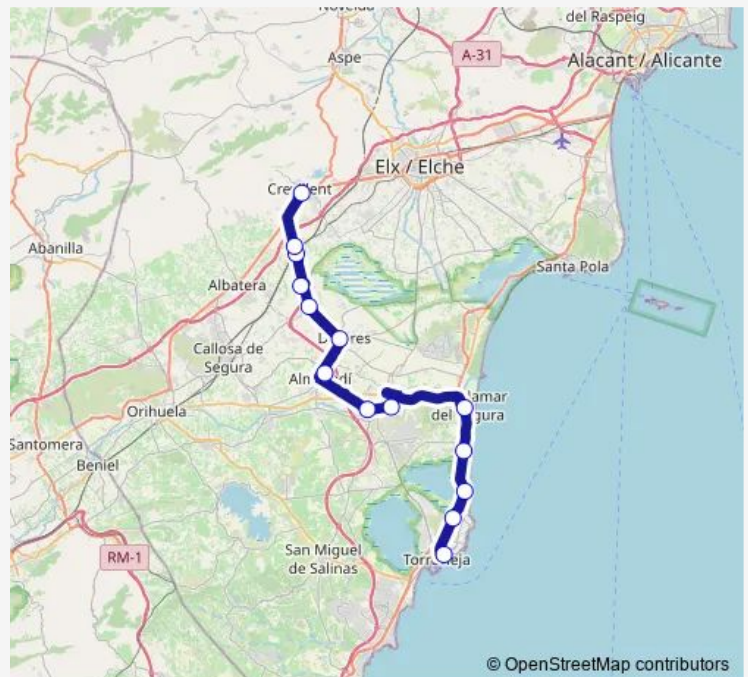 Novelda
del Raspeig
Aspe
A-31
Alacant / Alicante
Elx / Elche
Abanilla
Santa Pola
Albatera
Callosa de
Segura
Orihuela
del
Santomera
Beniel
San Miguel
de Salinas
RM-1
© OpenStreetMap contributors